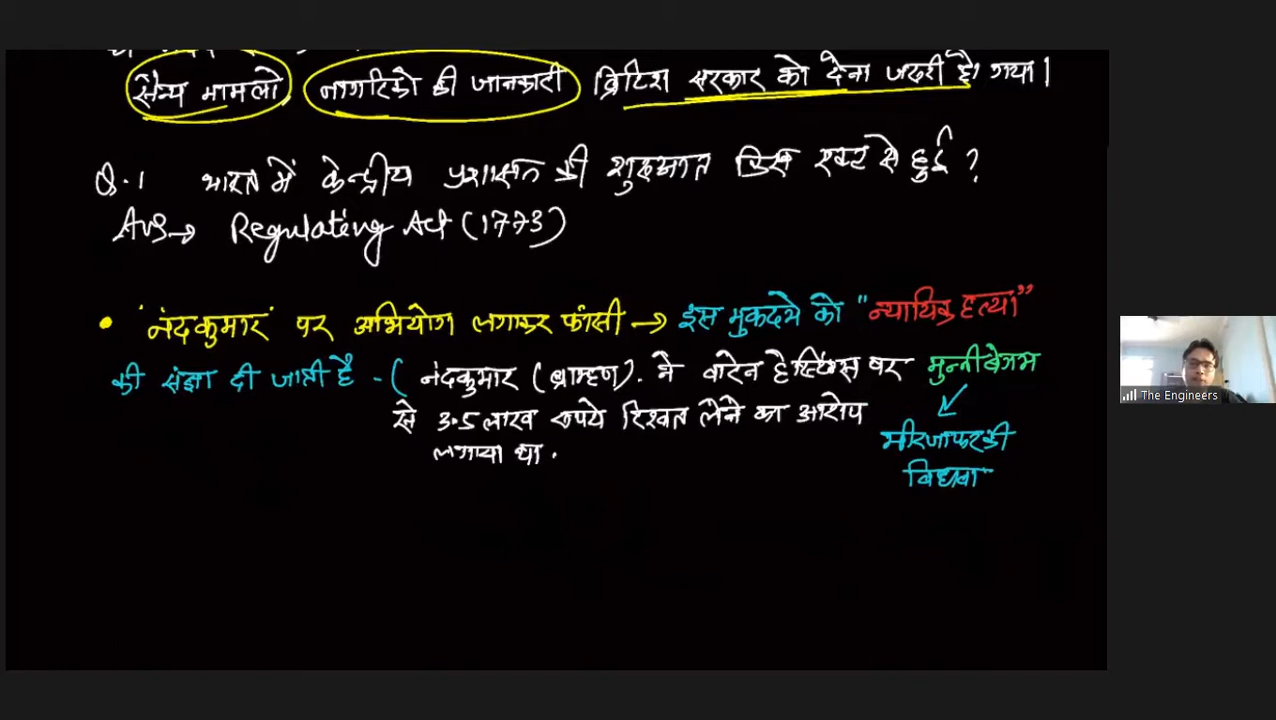 सैन्य मामलो, नागरिको की जानकारी ब्रिटिश सरकार को देना जरुरी हो गया।
Q.1 भारत में केन्द्रीय प्रशासन की शुरुआत किस एक्ट से हुई ?
Ans → Regulating Act (1773)
• 'नंदकुमार' पर अभियोग लगाकर फांसी → इस मुकदमे को "न्यायिक हत्या"
की संज्ञा दी जाती है - ( नंदकुमार (ब्राम्हण). ने वारेन हेस्टिंग्स पर मुन्नीबेगम
से 3.5 लाख रुपये रिश्वत लेने का आरोप
मीरजाफर की
लगाया था .
विधवा
The Engineers